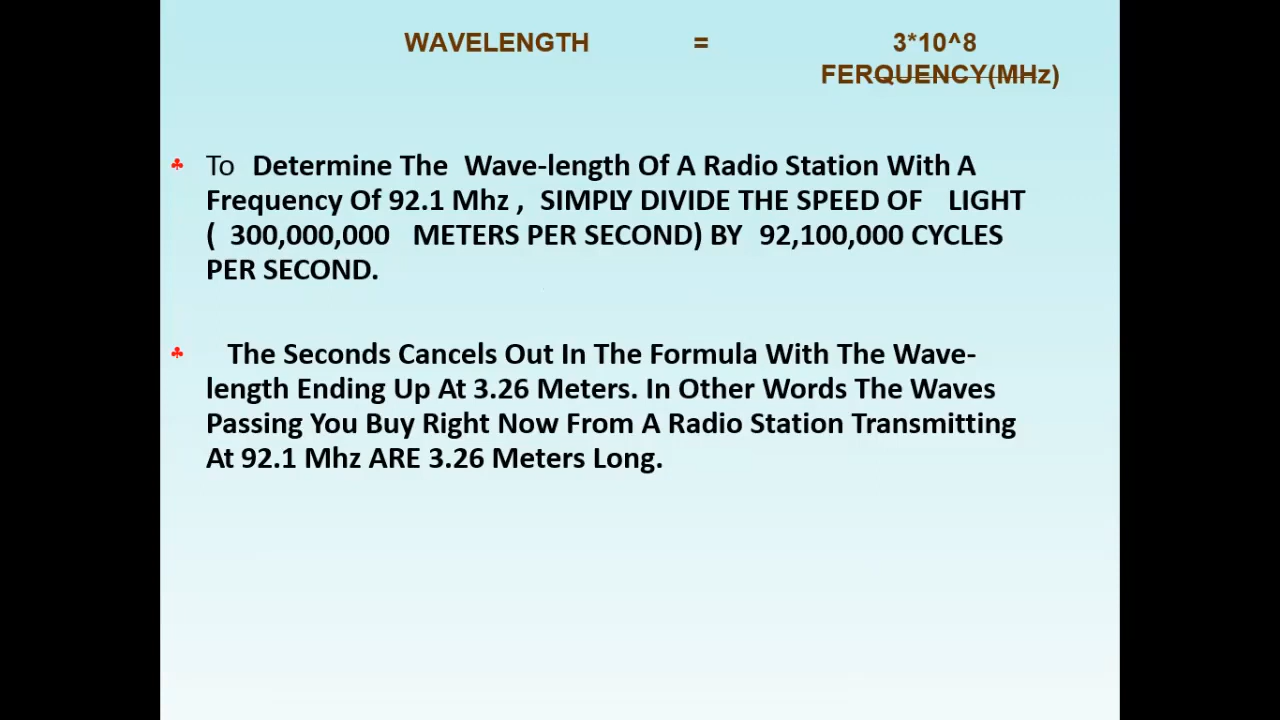 WAVELENGTH = 3*10^8
FERQUENCY(MHz)
To Determine The Wave-length Of A Radio Station With A
Frequency Of 92.1 Mhz , SIMPLY DIVIDE THE SPEED OF LIGHT
( 300,000,000 METERS PER SECOND) BY 92,100,000 CYCLES
PER SECOND.
The Seconds Cancels Out In The Formula With The Wave-
length Ending Up At 3.26 Meters. In Other Words The Waves
Passing You Buy Right Now From A Radio Station Transmitting
At 92.1 Mhz ARE 3.26 Meters Long.